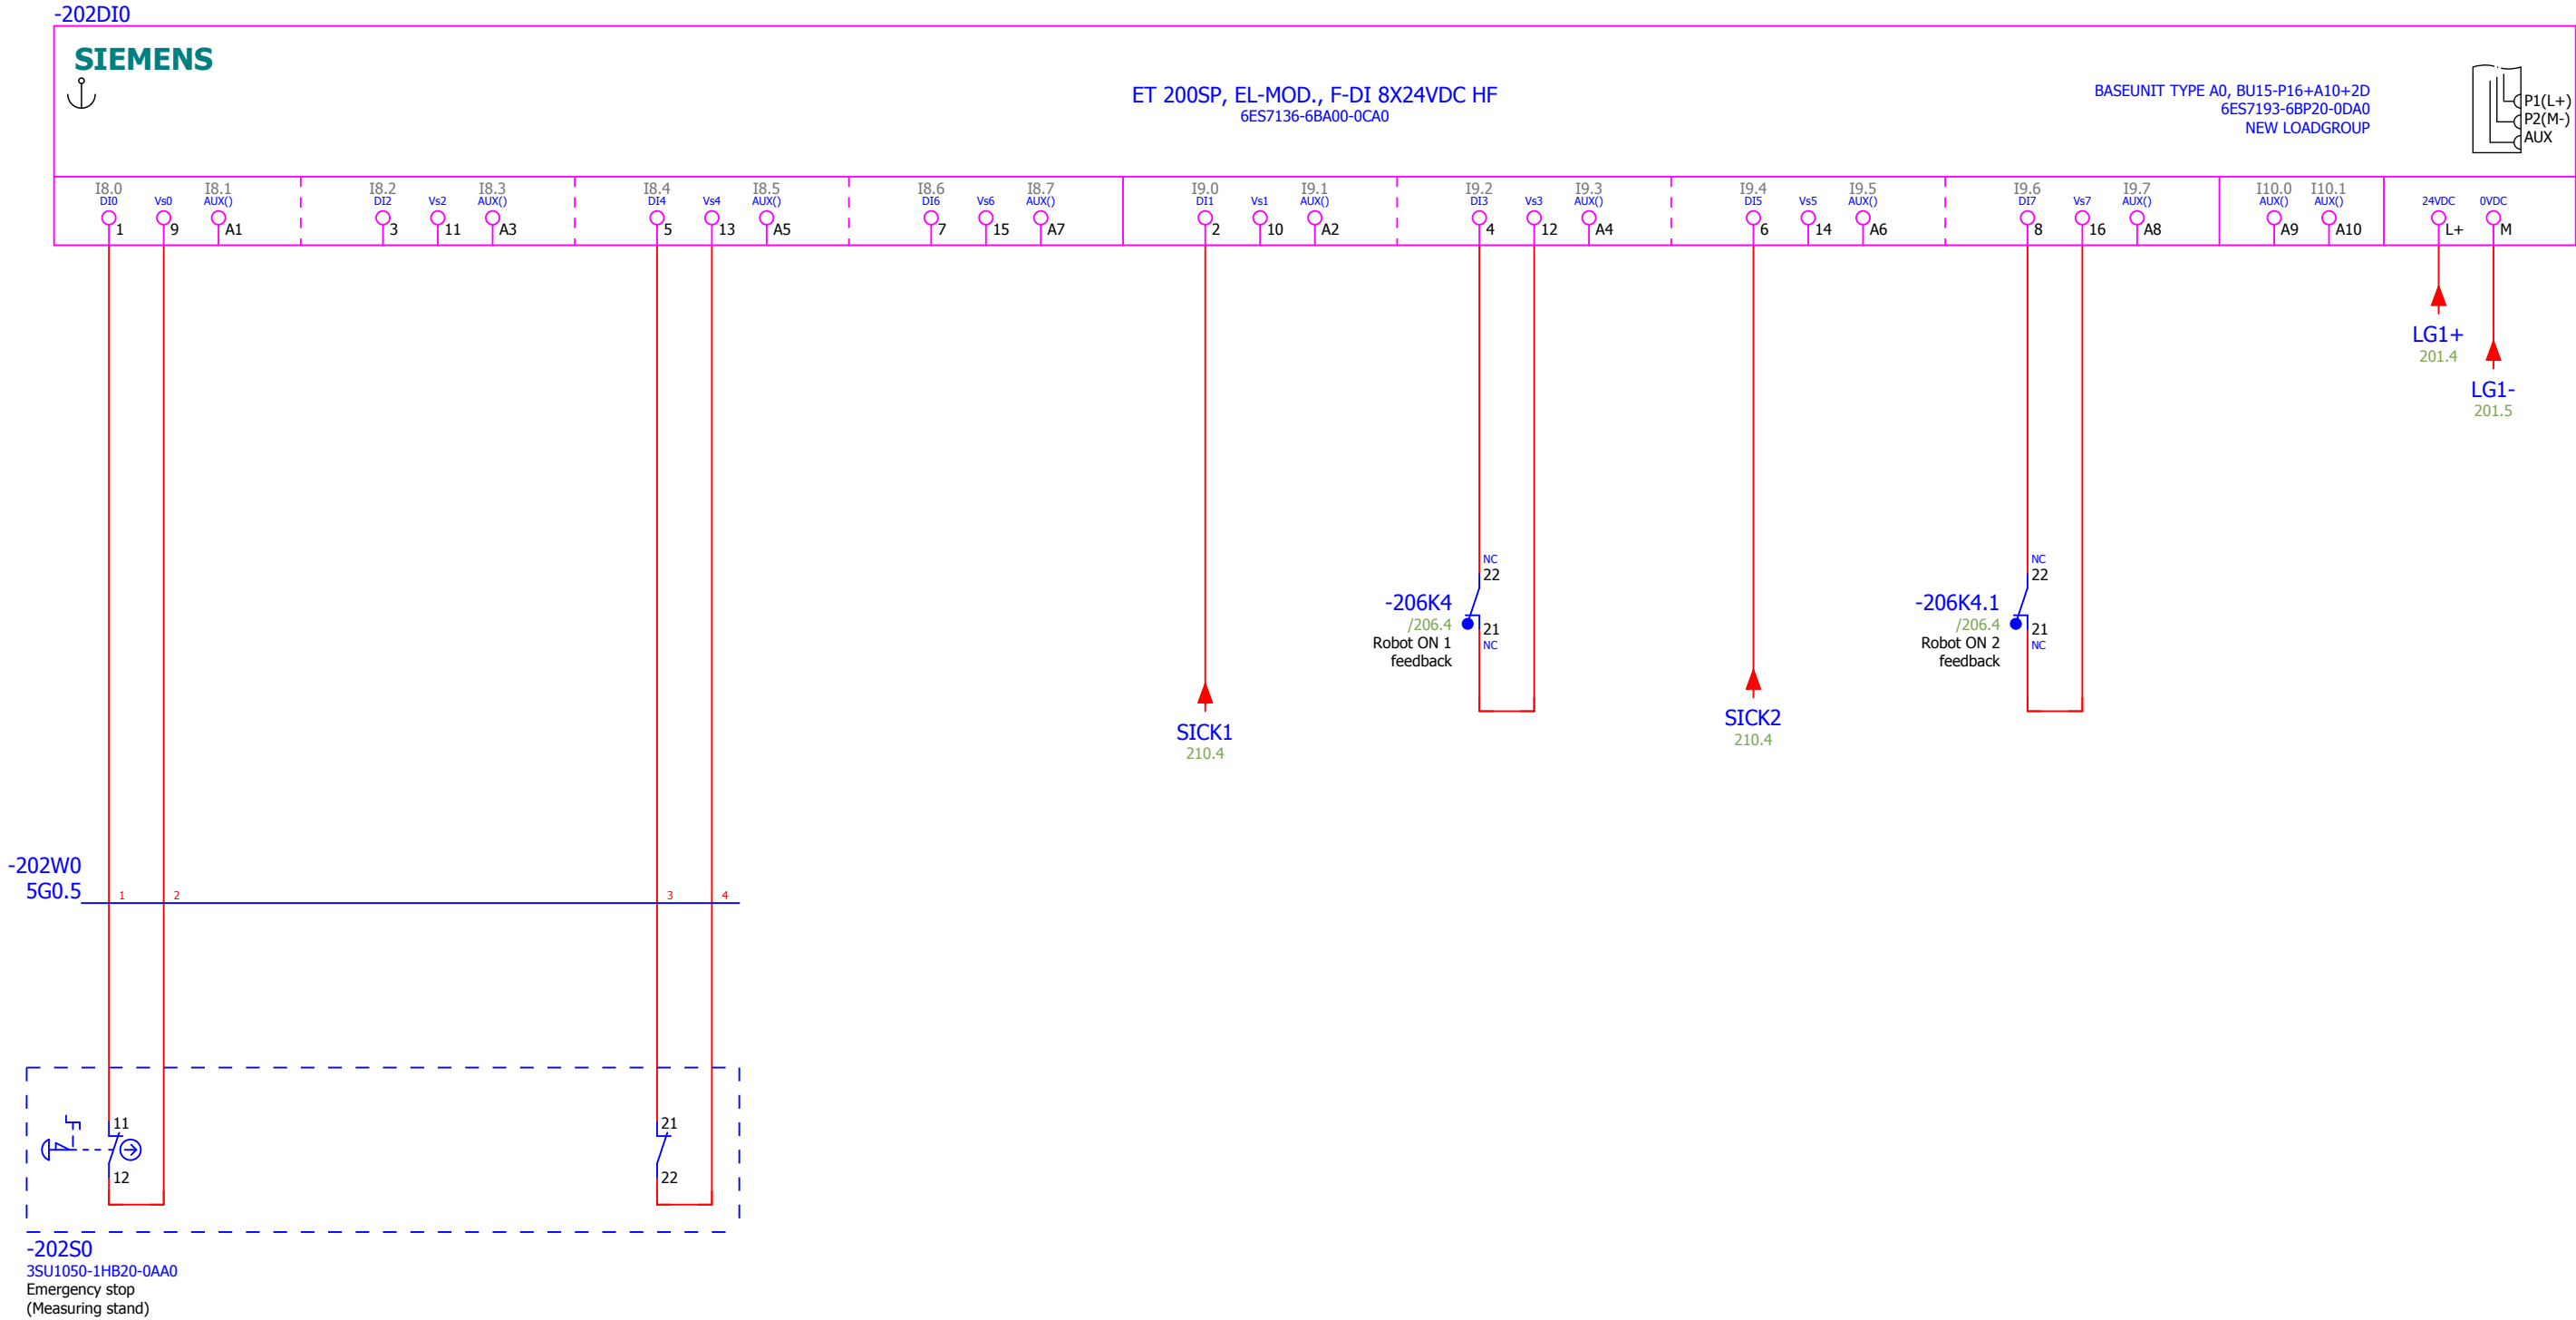 -202DI0
SIEMENS
ET 200SP, EL-MOD., F-DI 8X24VDC HF
6ES7136-6BA00-0CA0
BASEUNIT TYPE A0, BU15-P16+A10+2D
6ES7193-6BP20-0DA0
NEW LOADGROUP
P1(L+)
P2(M-)
AUX
I8.0 I8.1 I8.2 I8.3 I8.4 I8.5 I8.6 I8.7 I9.0 I9.1 I9.2 I9.3 I9.4 I9.5 I9.6 I9.7 I10.0 I10.1
DI0 Vs0 AUX() DI2 Vs2 AUX() DI4 Vs4 AUX() DI6 Vs6 AUX() DI1 Vs1 AUX() DI3 Vs3 AUX() DI5 Vs5 AUX() DI7 Vs7 AUX() AUX() AUX() 24VDC 0VDC
1 9 A1 3 11 A3 5 13 A5 7 15 A7 2 10 A2 4 12 A4 6 14 A6 8 16 A8 A9 A10 L+ M
LG1+
201.4
LG1-
201.5
NC
22
-206K4
/206.4
Robot ON 1
feedback
21
NC
NC
22
-206K4.1
/206.4
Robot ON 2
feedback
21
NC
SICK1
210.4
SICK2
210.4
-202W0
5G0.5
1 2 3 4
11
12
21
22
-202S0
3SU1050-1HB20-0AA0
Emergency stop
(Measuring stand)